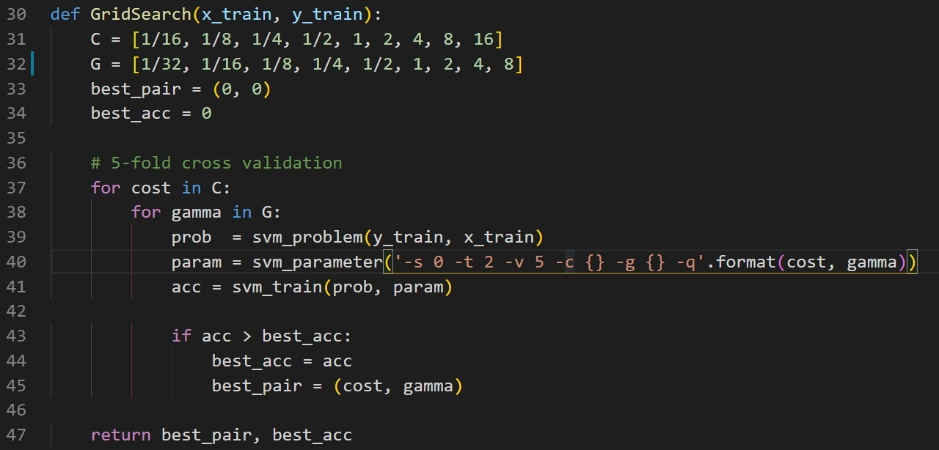 30 def GridSearch(x_train, y_train):
31     C = [1/16, 1/8, 1/4, 1/2, 1, 2, 4, 8, 16]
32     G = [1/32, 1/16, 1/8, 1/4, 1/2, 1, 2, 4, 8]
33     best_pair = (0, 0)
34     best_acc = 0
35
36     # 5-fold cross validation
37     for cost in C:
38         for gamma in G:
39             prob  = svm_problem(y_train, x_train)
40             param = svm_parameter('-s 0 -t 2 -v 5 -c {} -g {} -q'.format(cost, gamma))
41             acc = svm_train(prob, param)
42
43             if acc > best_acc:
44                 best_acc = acc
45                 best_pair = (cost, gamma)
46
47     return best_pair, best_acc